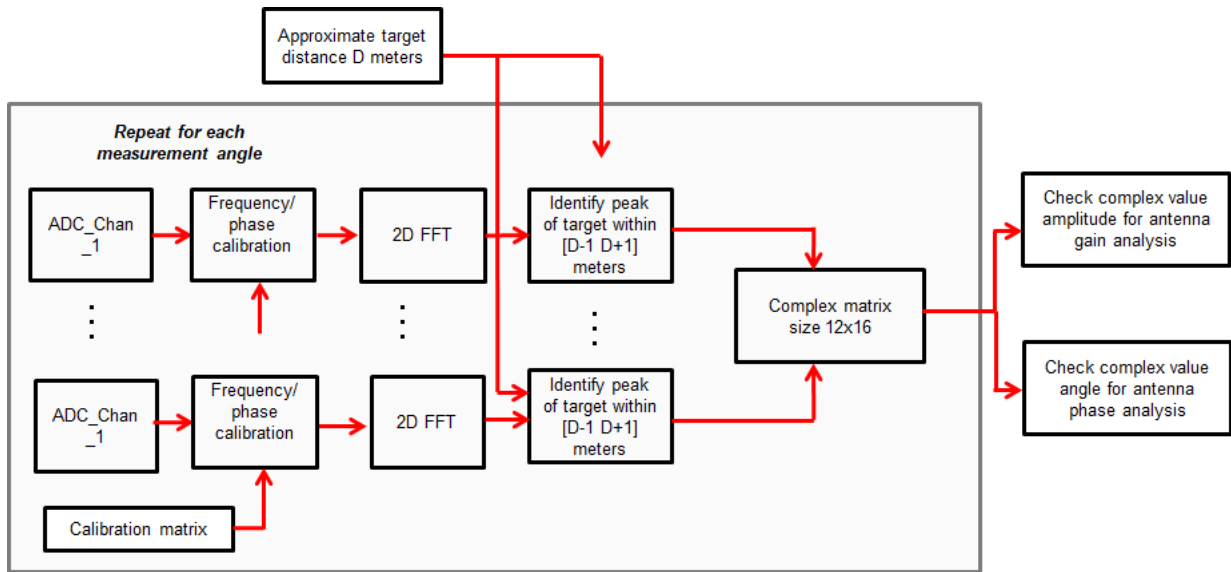 Approximate target
distance D meters
Repeat for each
measurement angle
ADC_Chan
_1
Frequency/
phase
calibration
2D FFT
Identify peak
of target within
[D-1 D+1]
meters
Complex matrix
size 12x16
Check complex value
amplitude for antenna
gain analysis
Check complex value
angle for antenna
phase analysis
ADC_Chan
_1
Frequency/
phase
calibration
2D FFT
Identify peak
of target within
[D-1 D+1]
meters
Calibration matrix